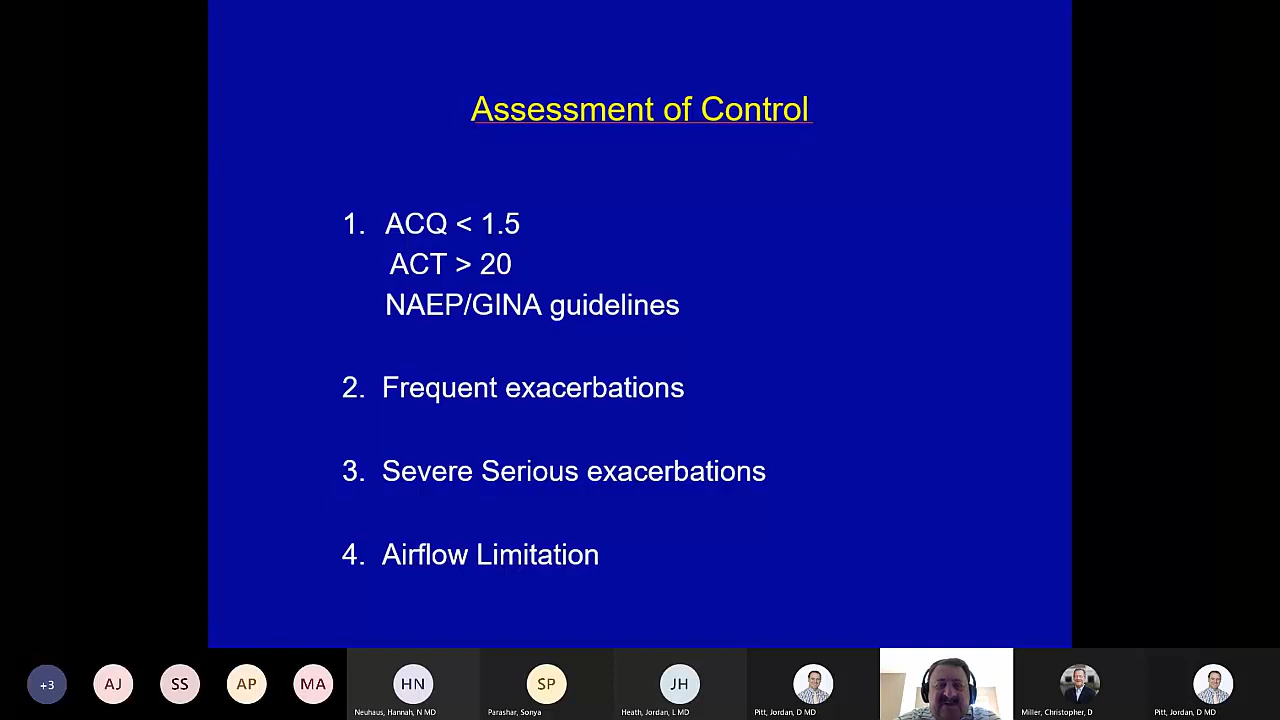 Assessment of Control
1. ACQ < 1.5
ACT > 20
NAEP/GINA guidelines
2. Frequent exacerbations
3. Severe Serious exacerbations
4. Airflow Limitation
+3
AJ
SS
AP
MA
HN
SP
JH
Neuhaus, Hannah, N MD
Parashar, Sonya
Heath, Jordan, L MD
Pitt, Jordan, D MD
Miller, Christopher, D
Pitt, Jordan, D MD